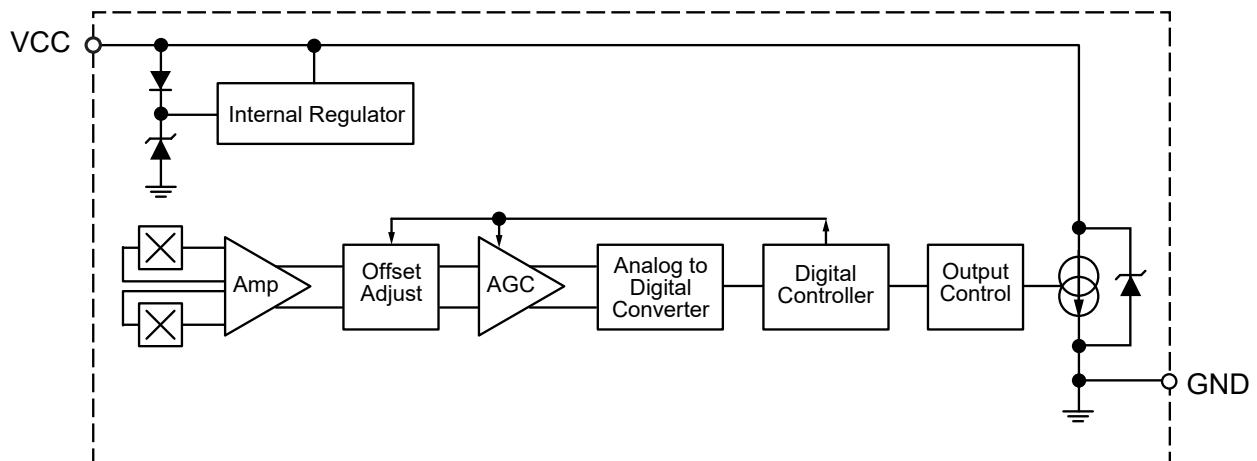 VCC
Internal Regulator
Amp
Offset
Adjust
AGC
Analog to
Digital
Converter
Digital
Controller
Output
Control
GND